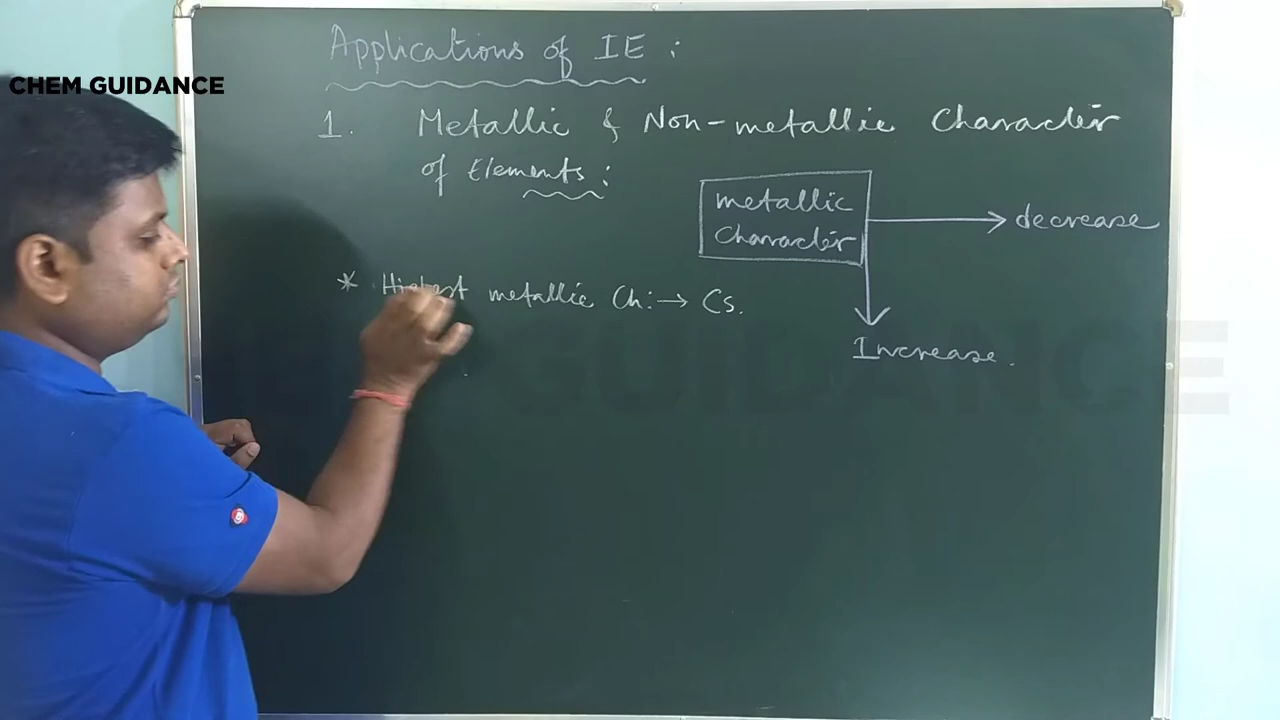 CHEM GUIDANCE
Applications of IE :
1. Metallic & Non-metallic Character
of Elements :
metallic
Character
decrease
Increase.
* Highest metallic Ch: → Cs.
GUIDANCE